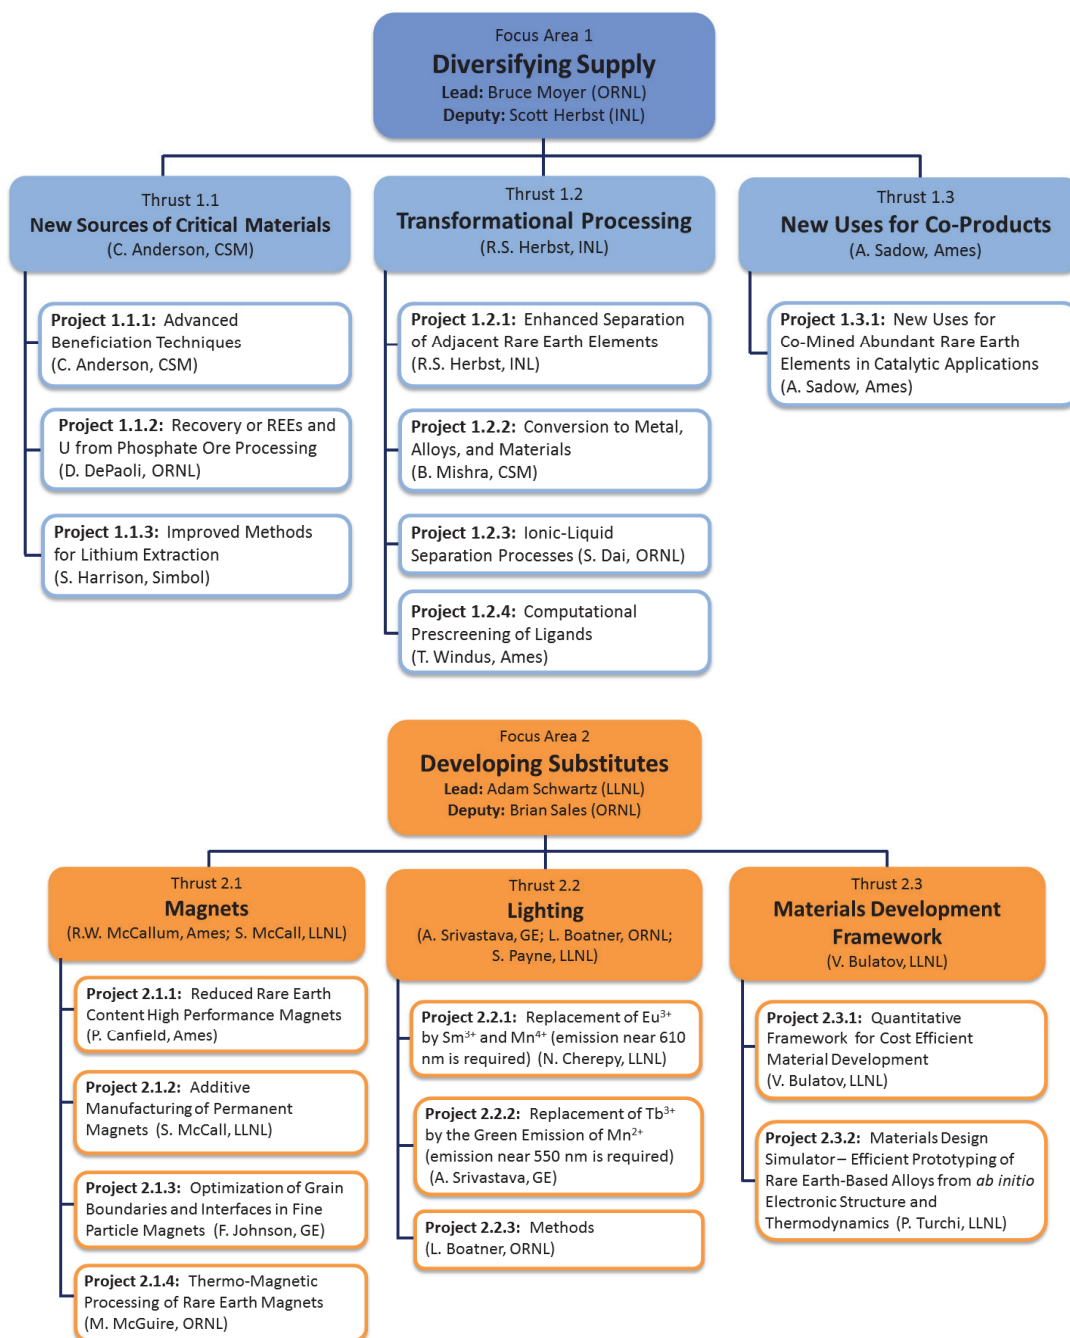 Focus Area 1
Diversifying Supply
Lead: Bruce Moyer (ORNL)
Deputy: Scott Herbst (INL)
Thrust 1.1
New Sources of Critical Materials
(C. Anderson, CSM)
Project 1.1.1: Advanced
Beneficiation Techniques
(C. Anderson, CSM)
Project 1.1.2: Recovery or REEs and
U from Phosphate Ore Processing
(D. DePaoli, ORNL)
Project 1.1.3: Improved Methods
for Lithium Extraction
(S. Harrison, Simbol)
Thrust 1.2
Transformational Processing
(R.S. Herbst, INL)
Project 1.2.1: Enhanced Separation
of Adjacent Rare Earth Elements
(R.S. Herbst, INL)
Project 1.2.2: Conversion to Metal,
Alloys, and Materials
(B. Mishra, CSM)
Project 1.2.3: Ionic-Liquid
Separation Processes (S. Dai, ORNL)
Project 1.2.4: Computational
Prescreening of Ligands
(T. Windus, Ames)
Thrust 1.3
New Uses for Co-Products
(A. Sadow, Ames)
Project 1.3.1: New Uses for
Co-Mined Abundant Rare Earth
Elements in Catalytic Applications
(A. Sadow, Ames)
Focus Area 2
Developing Substitutes
Lead: Adam Schwartz (LLNL)
Deputy: Brian Sales (ORNL)
Thrust 2.1
Magnets
(R.W. McCallum, Ames; S. McCall, LLNL)
Project 2.1.1: Reduced Rare Earth
Content High Performance Magnets
(P. Canfield, Ames)
Project 2.1.2: Additive
Manufacturing of Permanent
Magnets (S. McCall, LLNL)
Project 2.1.3: Optimization of Grain
Boundaries and Interfaces in Fine
Particle Magnets (F. Johnson, GE)
Project 2.1.4: Thermo-Magnetic
Processing of Rare Earth Magnets
(M. McGuire, ORNL)
Thrust 2.2
Lighting
(A. Srivastava, GE; L. Boatner, ORNL;
S. Payne, LLNL)
Project 2.2.1: Replacement of Eu³⁺
by Sm³⁺ and Mn⁴⁺ (emission near 610
nm is required) (N. Cherepy, LLNL)
Project 2.2.2: Replacement of Tb³⁺
by the Green Emission of Mn²⁺
(emission near 550 nm is required)
(A. Srivastava, GE)
Project 2.2.3: Methods
(L. Boatner, ORNL)
Thrust 2.3
Materials Development
Framework
(V. Bulatov, LLNL)
Project 2.3.1: Quantitative
Framework for Cost Efficient
Material Development
(V. Bulatov, LLNL)
Project 2.3.2: Materials Design
Simulator – Efficient Prototyping of
Rare Earth-Based Alloys from ab initio
Electronic Structure and
Thermodynamics (P. Turchi, LLNL)